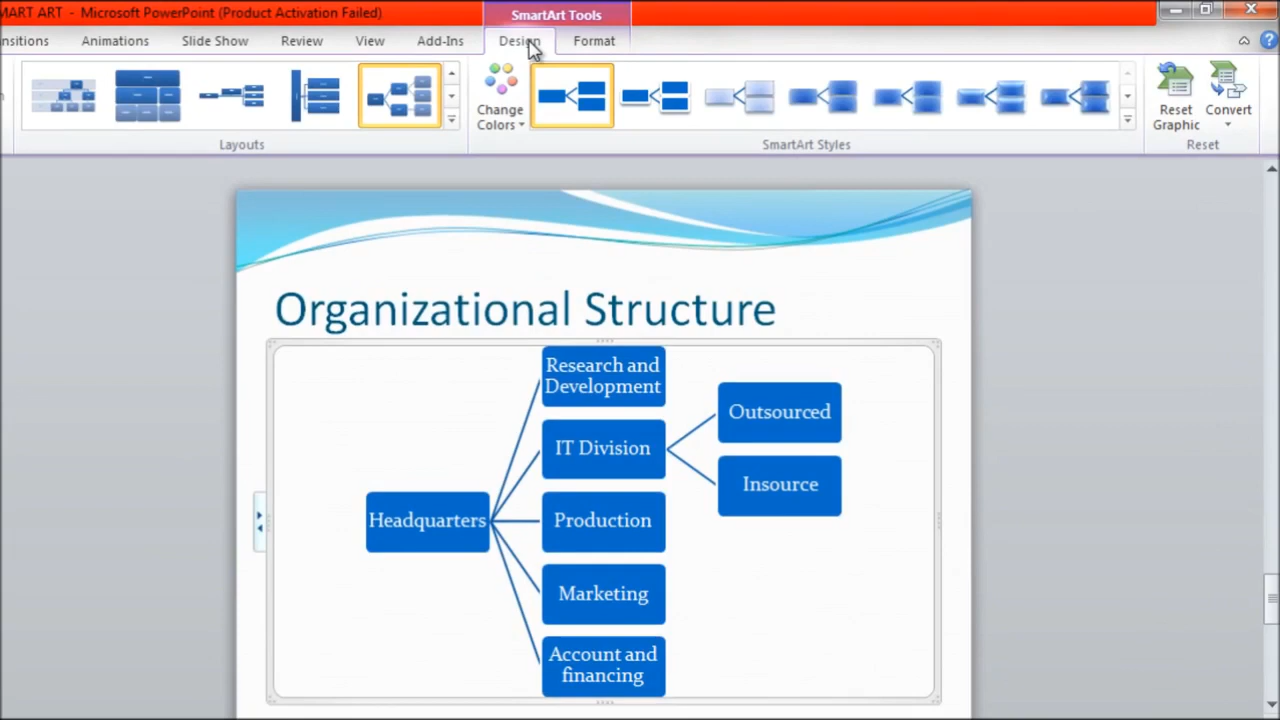 MART ART - Microsoft PowerPoint (Product Activation Failed)
SmartArt Tools
nsitions Animations Slide Show Review View Add-Ins Design Format
Change
Colors
Reset
Graphic
Convert
Layouts
SmartArt Styles
Reset
Organizational Structure
Research and
Development
Outsourced
IT Division
Insource
Headquarters
Production
Marketing
Account and
financing